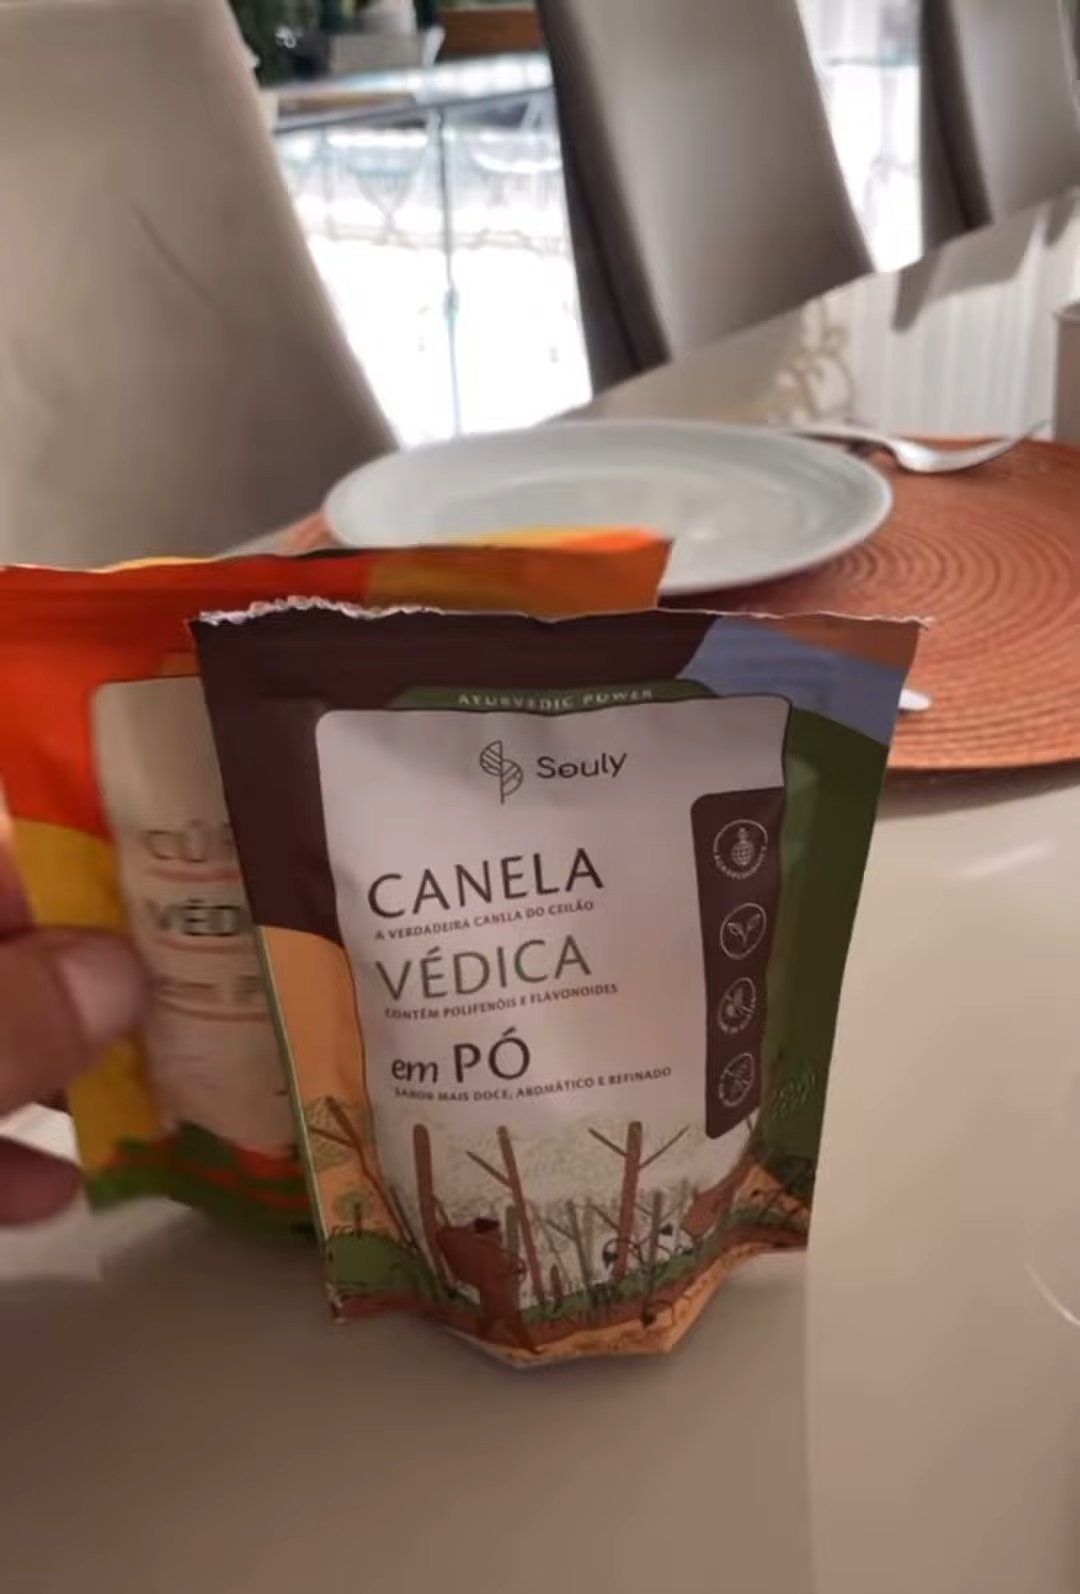 AYURVEDIC POWER
Souly
CANELA
A VERDADEIRA CANELA DO CEILÃO
VÉDICA
CONTÉM POLIFENÓIS E FLAVONOIDES
em PÓ
SABOR MAIS DOCE, AROMÁTICO E REFINADO